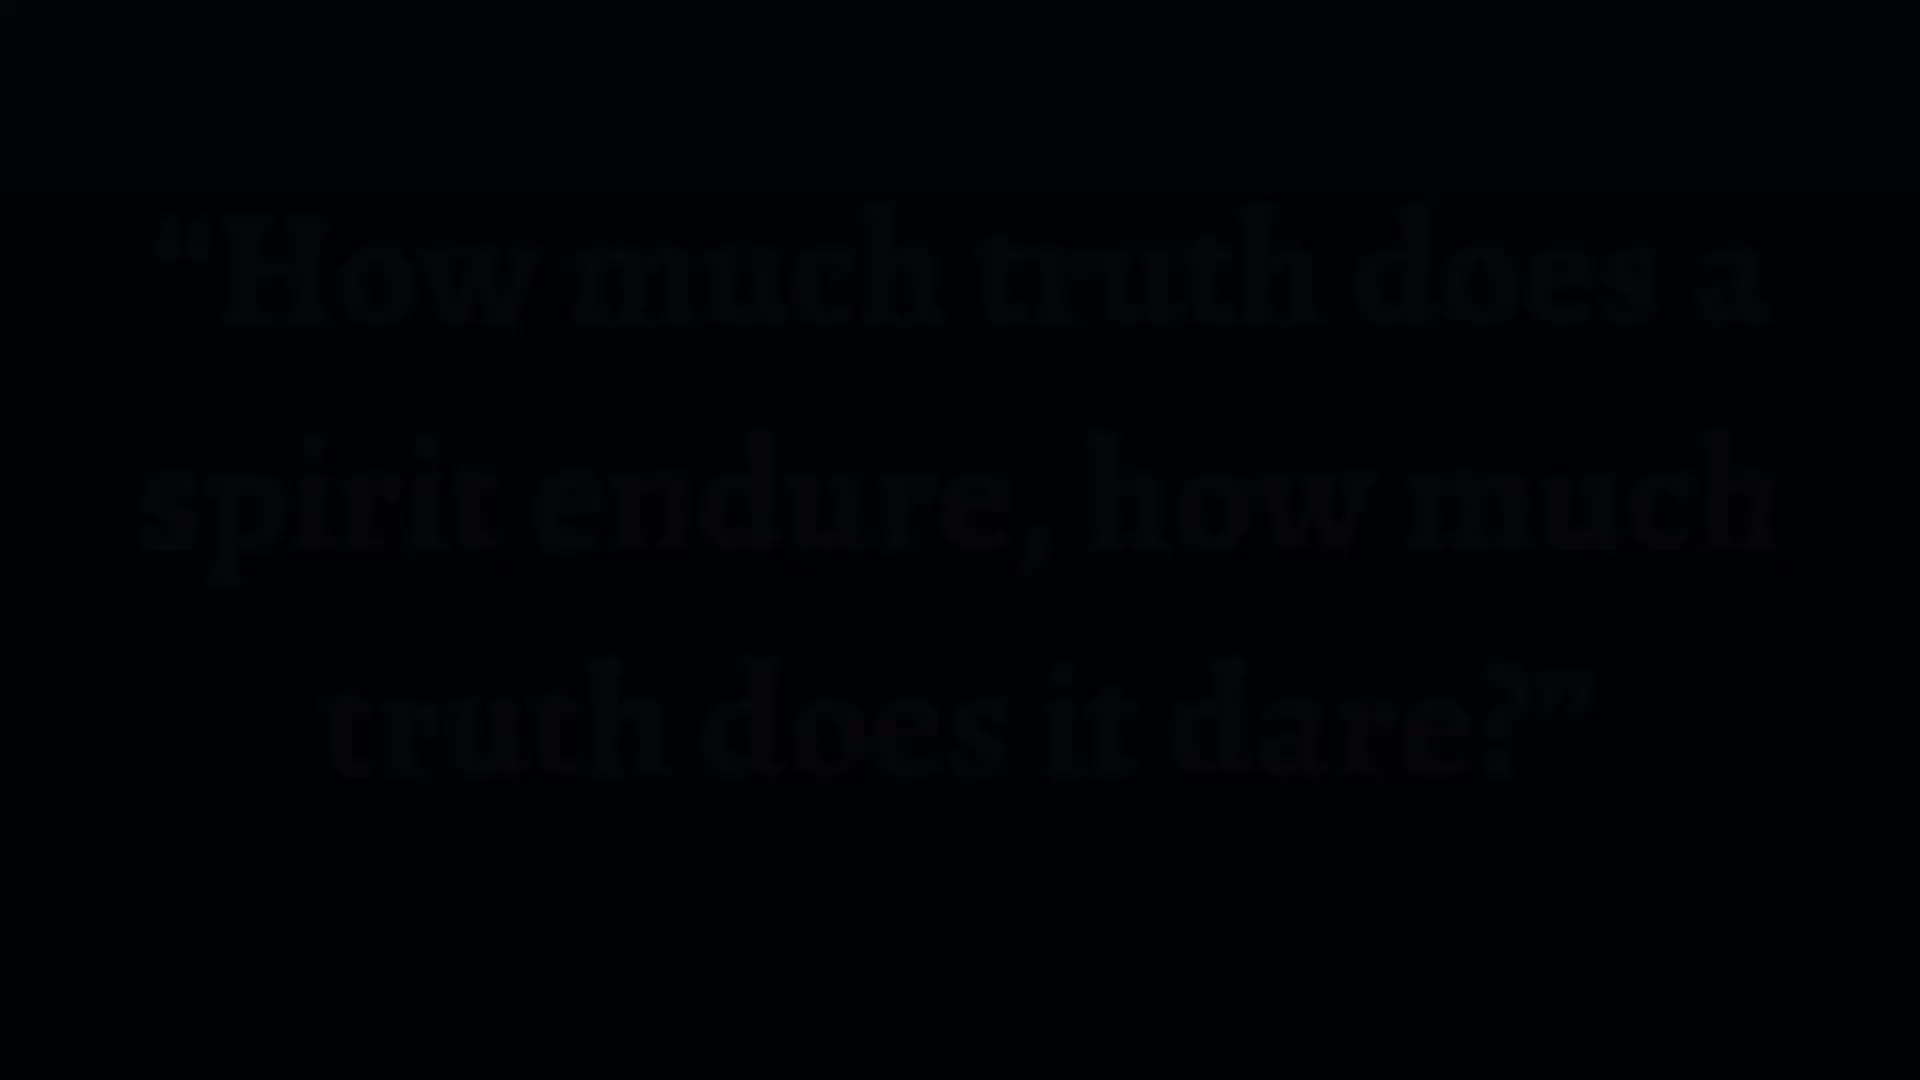 “How much truth does a
spirit endure, how much
truth does it dare?”